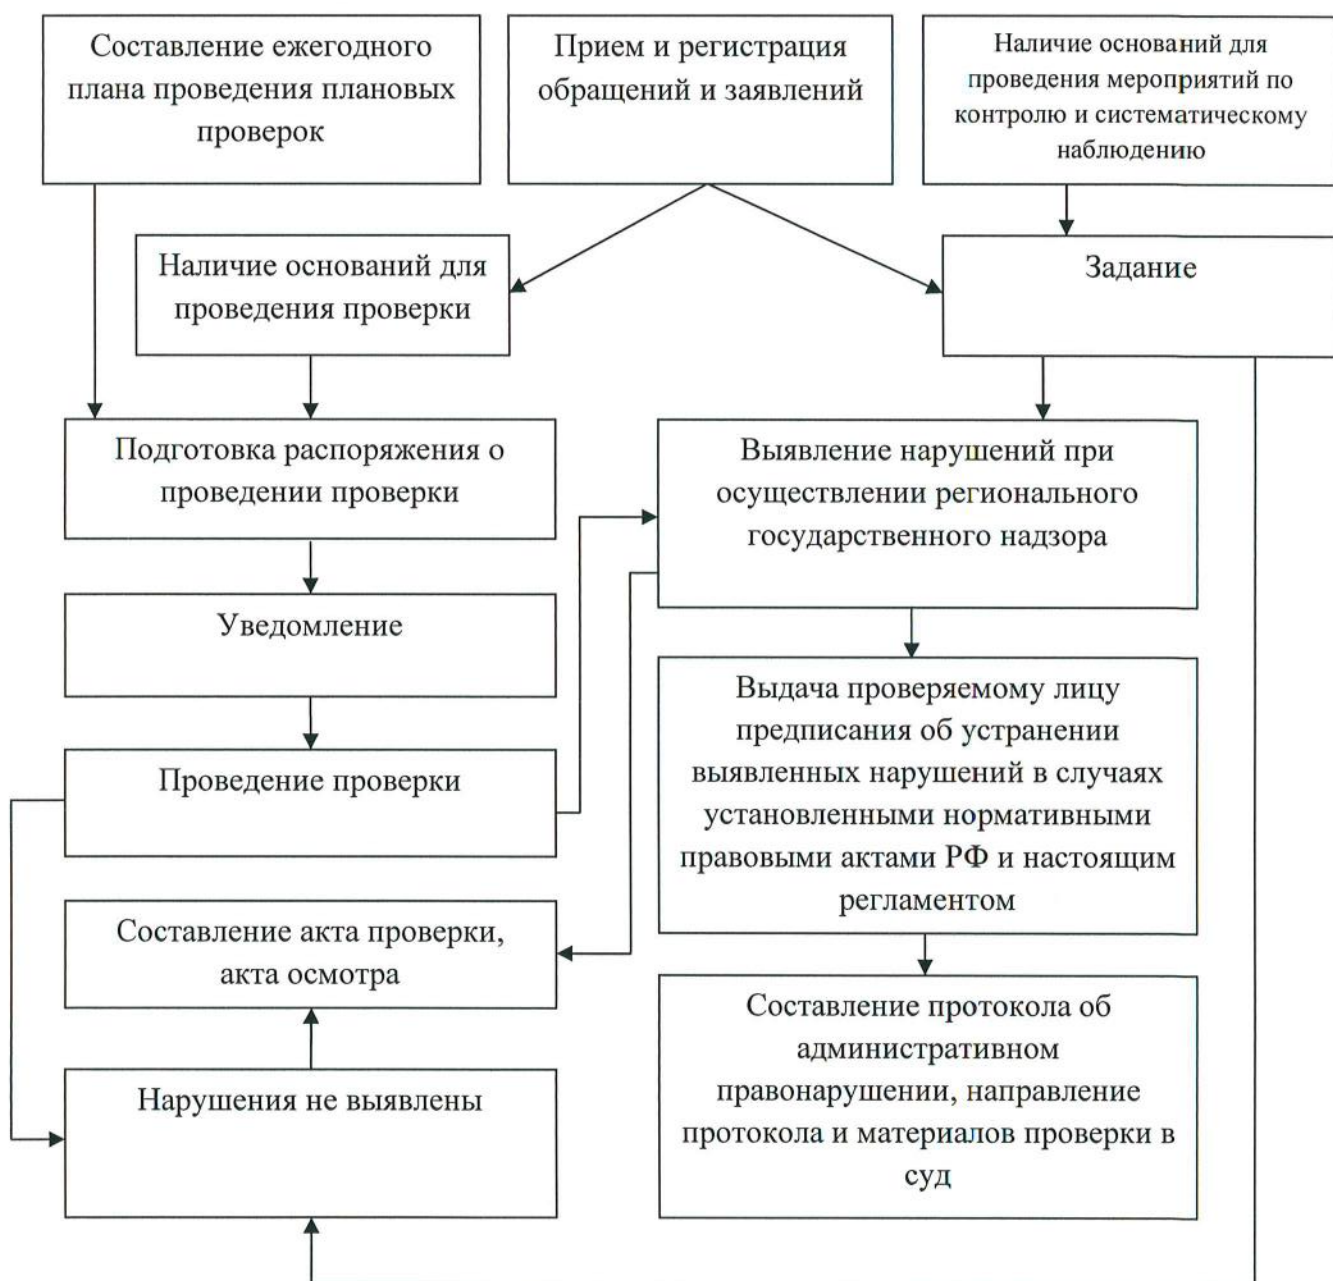 Составление ежегодного
плана проведения плановых
проверок
Прием и регистрация
обращений и заявлений
Наличие оснований для
проведения мероприятий по
контролю и систематическому
наблюдению
Наличие оснований для
проведения проверки
Задание
Подготовка распоряжения о
проведении проверки
Выявление нарушений при
осуществлении регионального
государственного надзора
Уведомление
Выдача проверяемому лицу
предписания об устранении
выявленных нарушений в случаях
установленными нормативными
правовыми актами РФ и настоящим
регламентом
Проведение проверки
Составление акта проверки,
акта осмотра
Составление протокола об
административном
правонарушении, направление
протокола и материалов проверки в
суд
Нарушения не выявлены